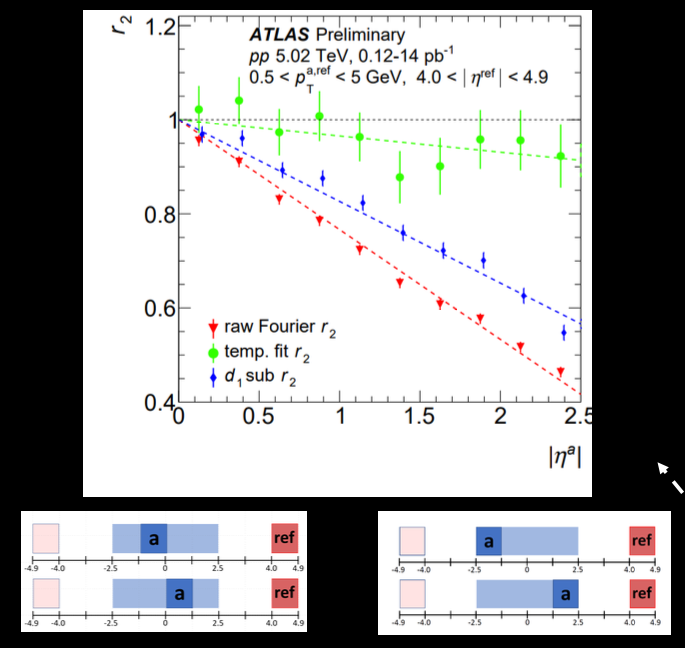 r2
ATLAS Preliminary
pp 5.02 TeV, 0.12-14 pb-1
0.5 < pTa,ref < 5 GeV, 4.0 < | ηref | < 4.9
1.2
1
0.8
0.6
0.4
raw Fourier r2
temp. fit r2
d1 sub r2
0 0.5 1 1.5 2 2.5
|ηa|
a ref
-4.9 -4.0 -2.5 0 2.5 4.0 4.9
a ref
-4.9 -4.0 -2.5 0 2.5 4.0 4.9
a ref
-4.9 -4.0 -2.5 0 2.5 4.0 4.9
a ref
-4.9 -4.0 -2.5 0 2.5 4.0 4.9